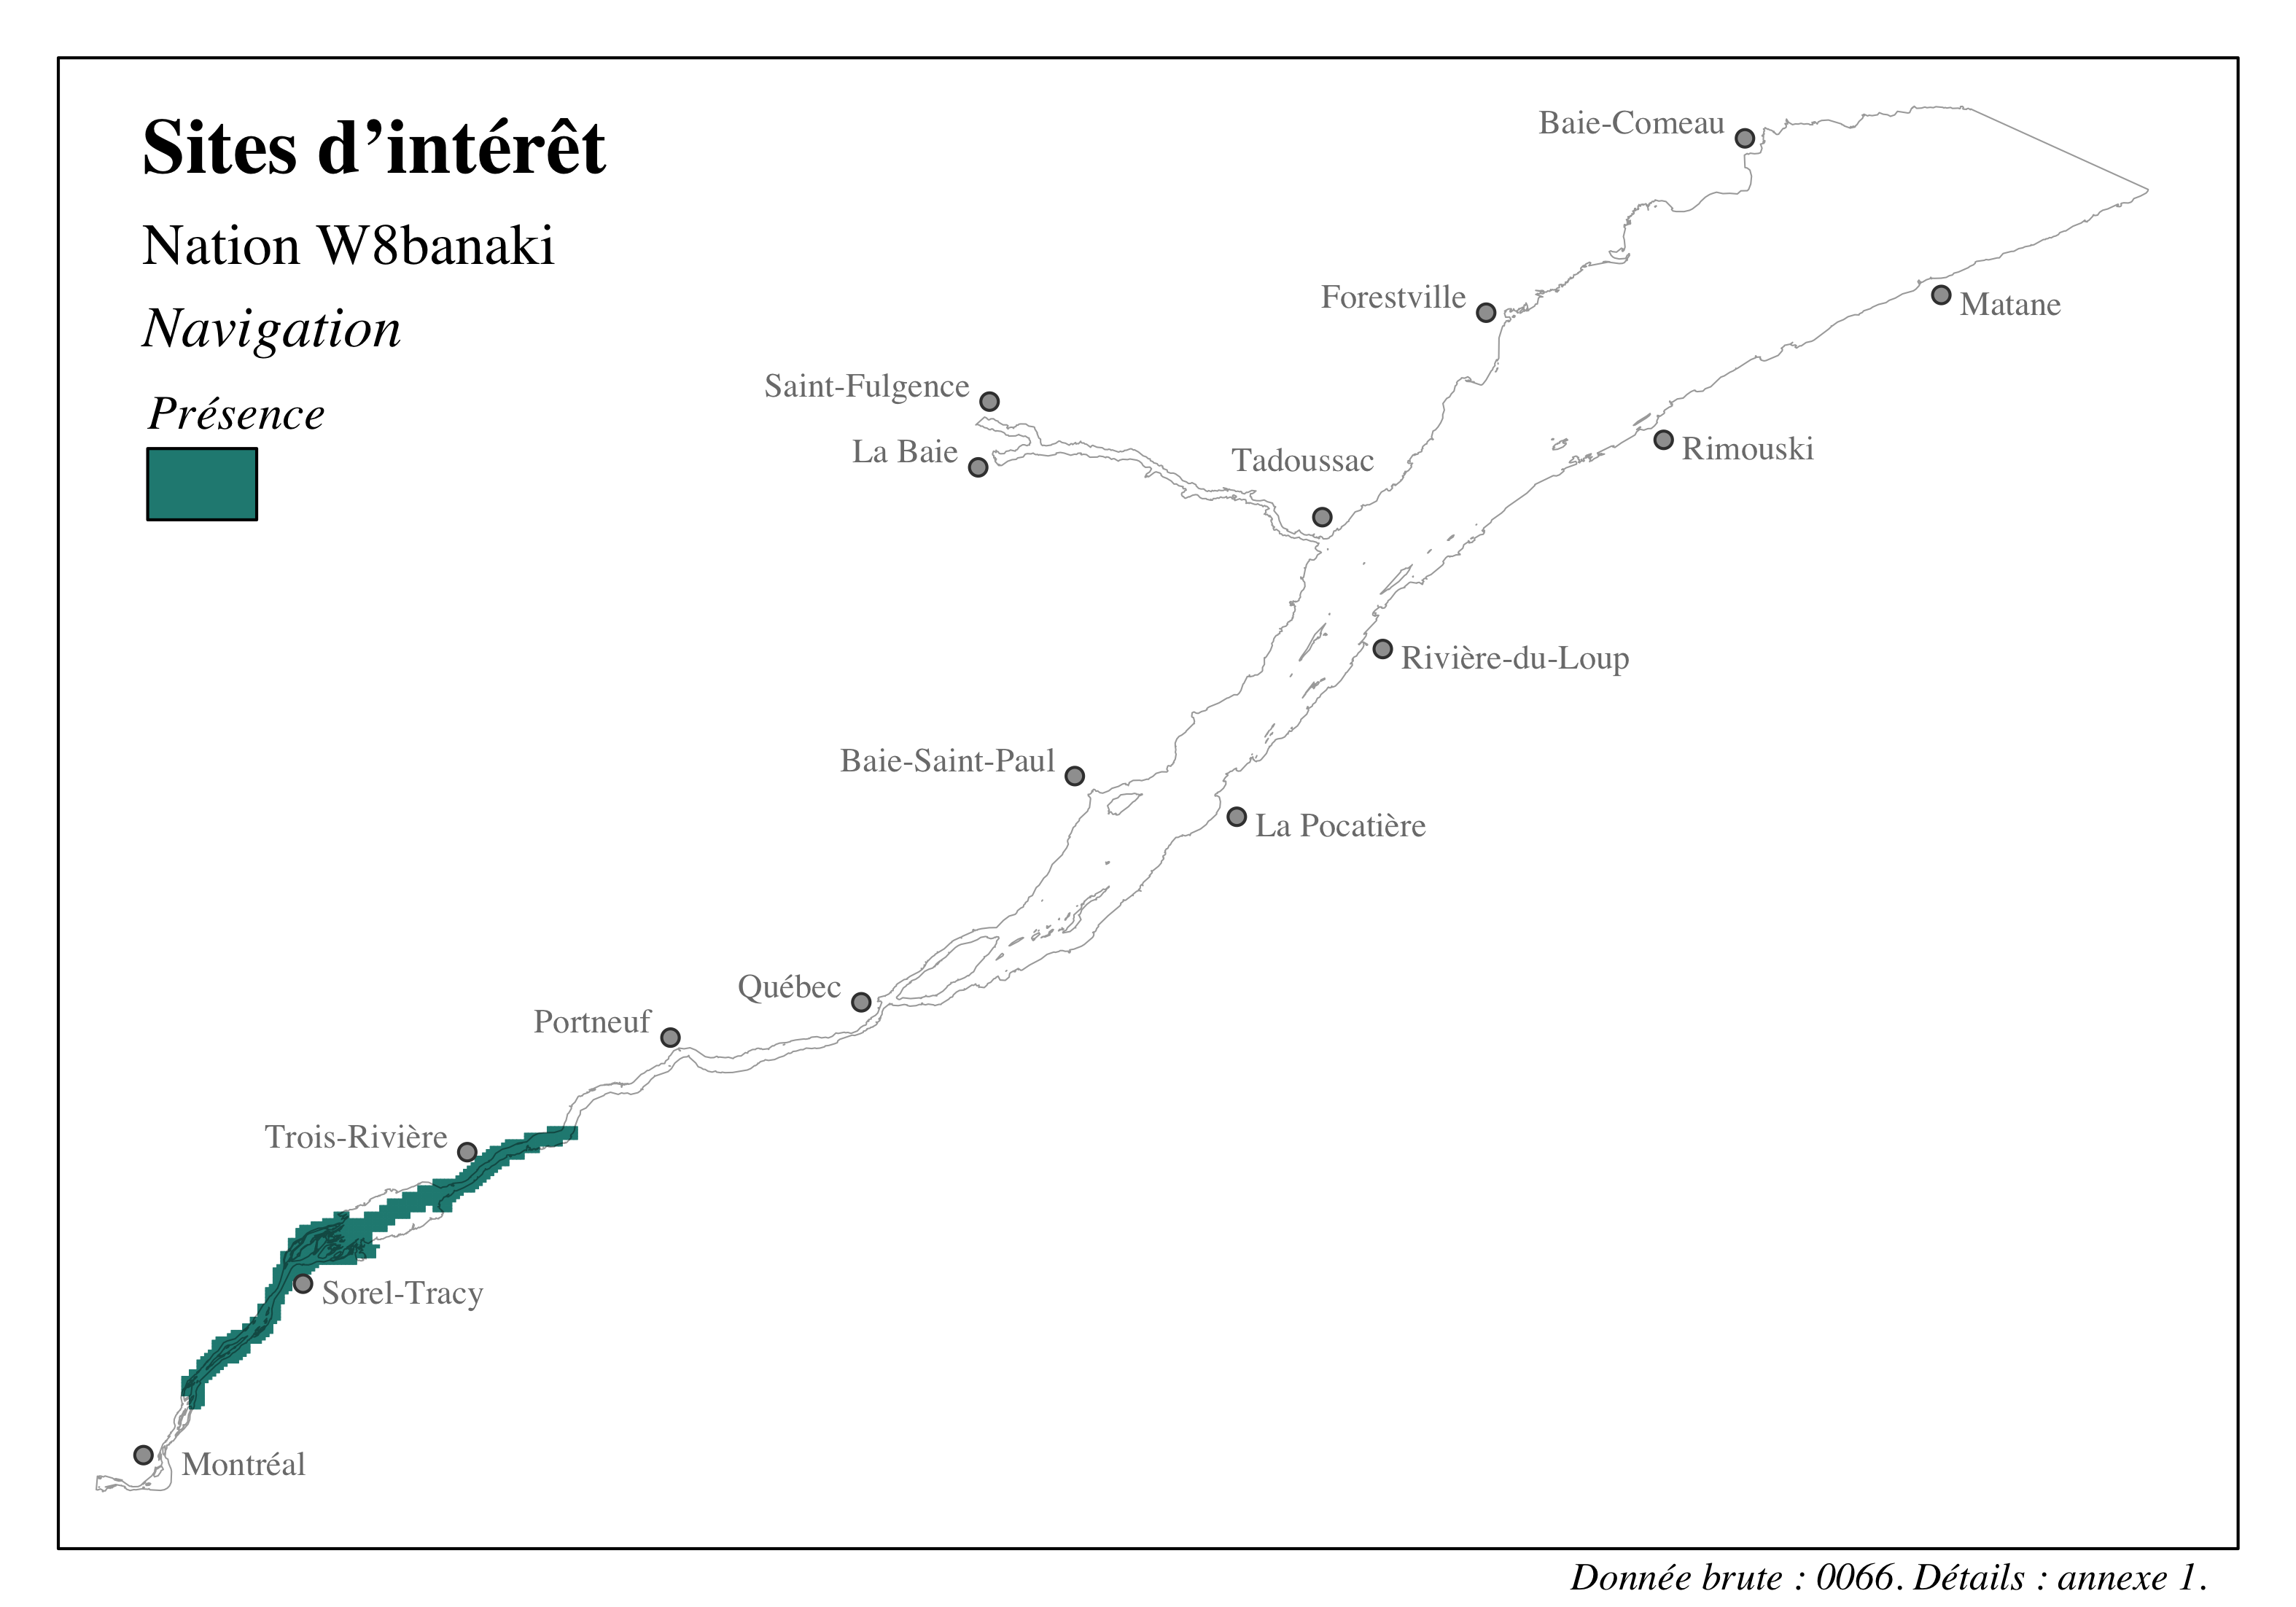 Sites d’intérêt
Nation W8banaki
Navigation
Présence
Baie-Comeau
Forestville
Matane
Saint-Fulgence
La Baie
Tadoussac
Rimouski
Rivière-du-Loup
Baie-Saint-Paul
La Pocatière
Québec
Portneuf
Trois-Rivière
Sorel-Tracy
Montréal
Donnée brute : 0066. Détails : annexe 1.